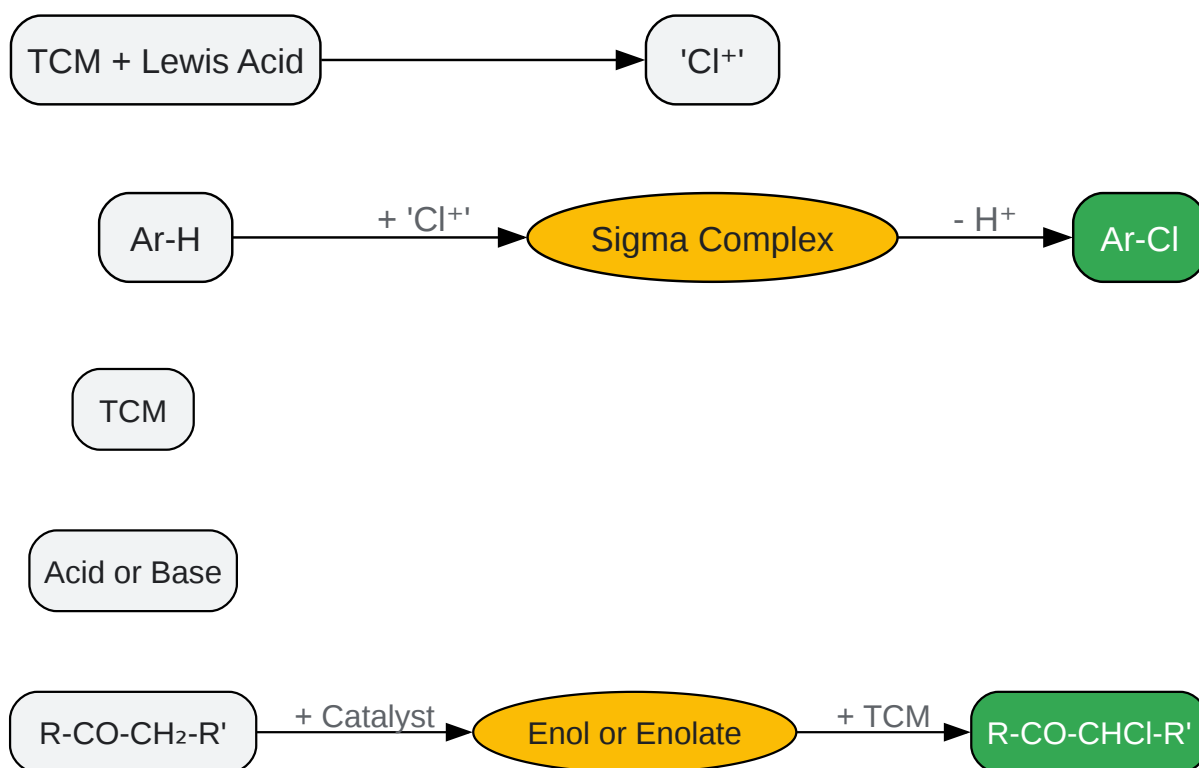 TCM + Lewis Acid
'Cl⁺'
Ar-H
+ 'Cl⁺'
Sigma Complex
- H⁺
Ar-Cl
TCM
Acid or Base
R-CO-CH₂-R'
+ Catalyst
Enol or Enolate
+ TCM
R-CO-CHCl-R'